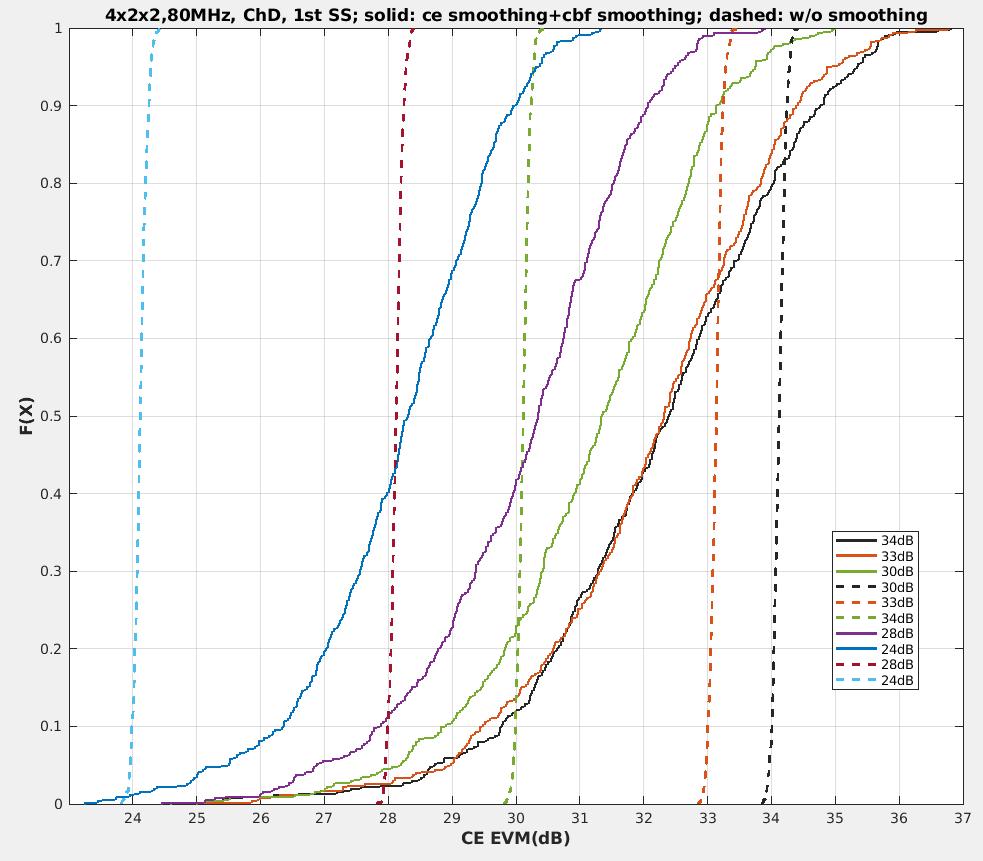 4x2x2,80MHz, ChD, 1st SS; solid: ce smoothing+cbf smoothing; dashed: w/o smoothing
1
0.9
0.8
0.7
0.6
0.5
0.4
0.3
0.2
0.1
0
F(X)
34dB
33dB
30dB
30dB
33dB
34dB
28dB
24dB
28dB
24dB
24 25 26 27 28 29 30 31 32 33 34 35 36 37
CE EVM(dB)